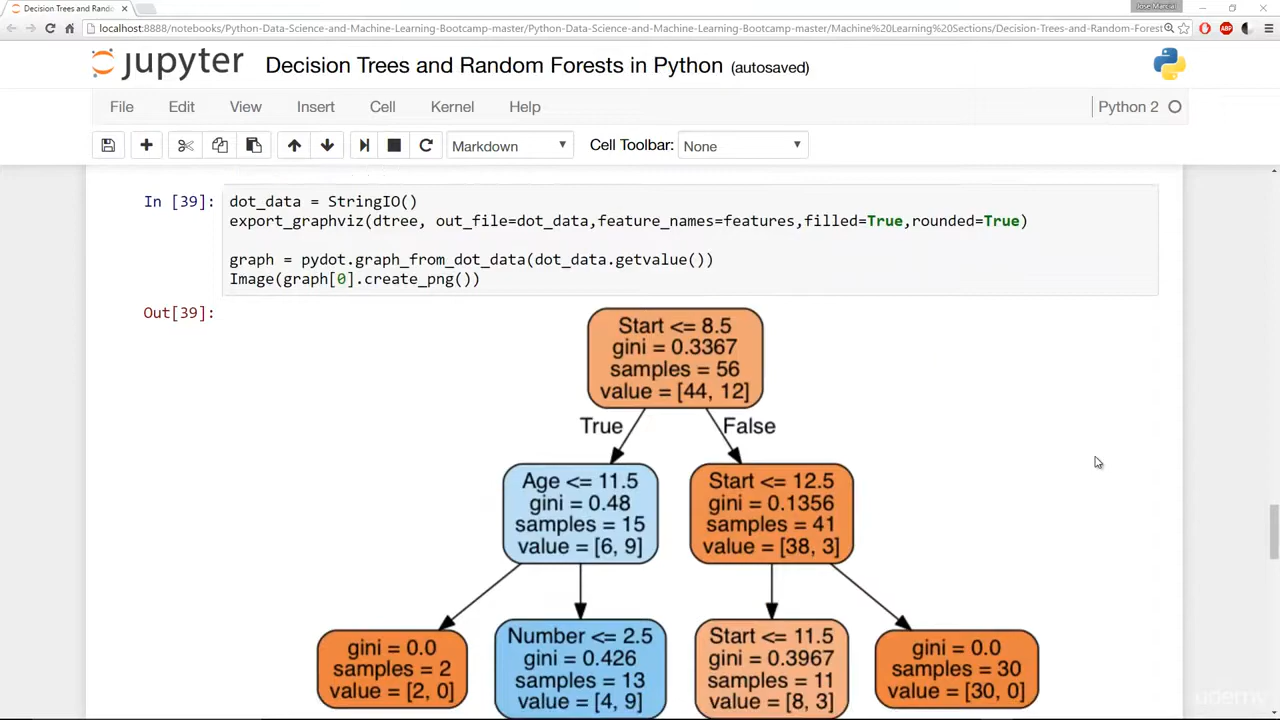 Decision Trees and Rando
Jose Marcial
localhost:8888/notebooks/Python-Data-Science-and-Machine-Learning-Bootcamp-master/Python-Data-Science-and-Machine-Learning-Bootcamp-master/Machine%20Learning%20Sections/Decision-Trees-and-Random-Forest
ABP
jupyter Decision Trees and Random Forests in Python (autosaved)
File Edit View Insert Cell Kernel Help Python 2
Markdown Cell Toolbar: None
In [39]: dot_data = StringIO()
export_graphviz(dtree, out_file=dot_data,feature_names=features,filled=True,rounded=True)
graph = pydot.graph_from_dot_data(dot_data.getvalue())
Image(graph[0].create_png())
Out[39]:
Start <= 8.5
gini = 0.3367
samples = 56
value = [44, 12]
True False
Age <= 11.5
gini = 0.48
samples = 15
value = [6, 9]
Start <= 12.5
gini = 0.1356
samples = 41
value = [38, 3]
gini = 0.0
samples = 2
value = [2, 0]
Number <= 2.5
gini = 0.426
samples = 13
value = [4, 9]
Start <= 11.5
gini = 0.3967
samples = 11
value = [8, 3]
gini = 0.0
samples = 30
value = [30, 0]
udemy